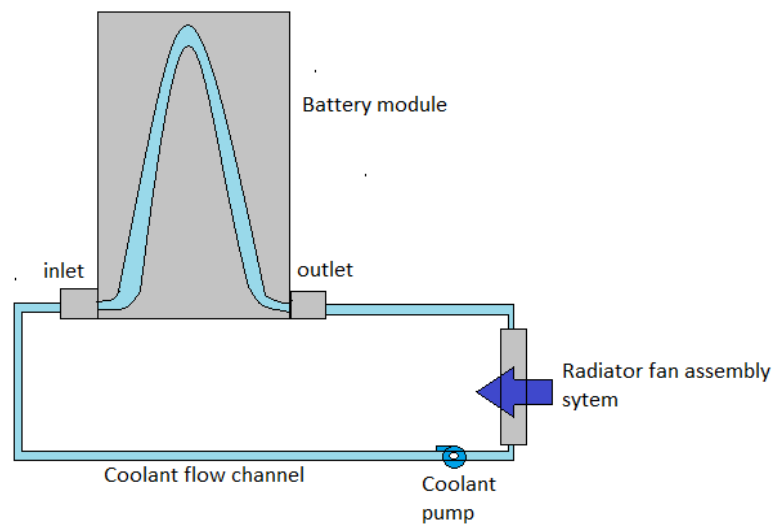 Battery module
inlet
outlet
Radiator fan assembly
sytem
Coolant flow channel
Coolant
pump